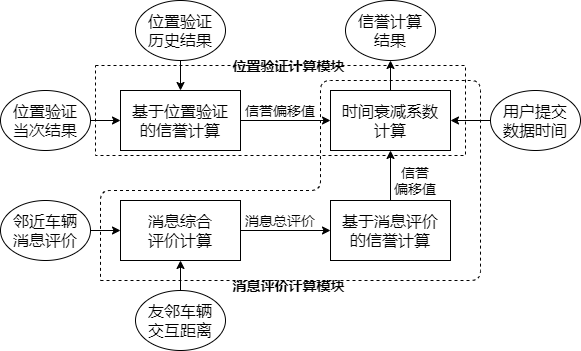 位置验证
历史结果
信誉计算
结果
位置验证计算模块
位置验证
当次结果
基于位置验证
的信誉计算
信誉偏移值
时间衰减系数
计算
用户提交
数据时间
信誉
偏移值
邻近车辆
消息评价
消息综合
评价计算
消息总评价
基于消息评价
的信誉计算
消息评价计算模块
友邻车辆
交互距离